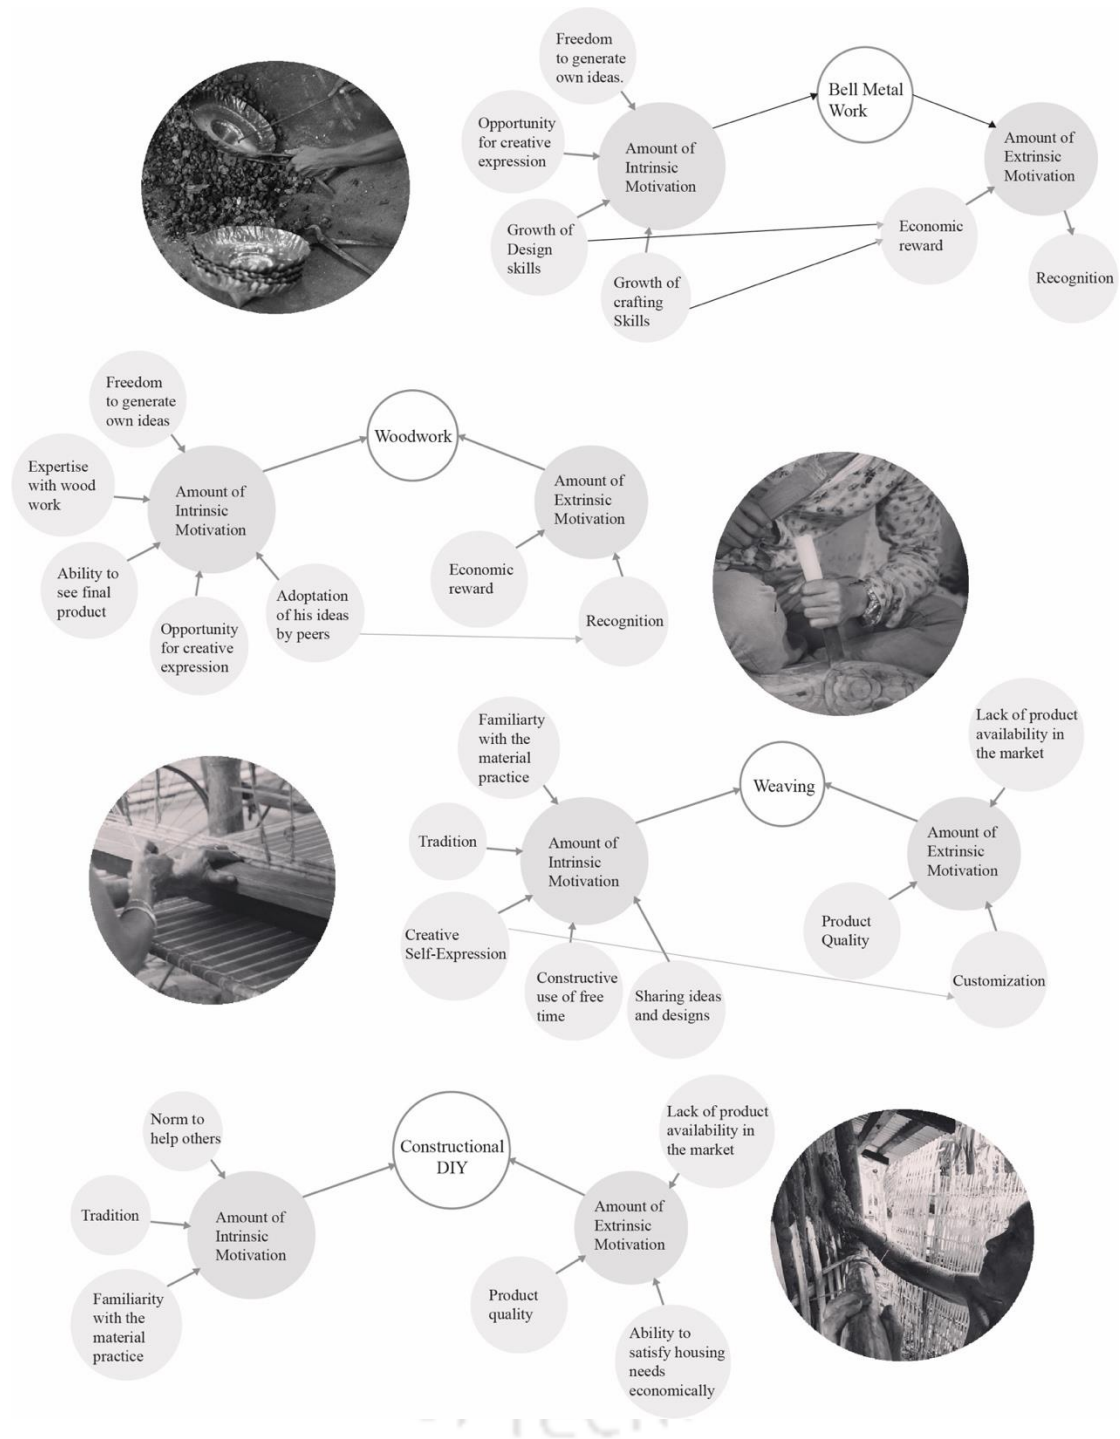 Freedom
to generate
own ideas.
Bell Metal
Work
Opportunity
for creative
expression
Amount of
Intrinsic
Motivation
Amount of
Extrinsic
Motivation
Growth of
Design
skills
Economic
reward
Growth of
crafting
Skills
Recognition
Freedom
to generate
own ideas
Woodwork
Expertise
with wood
work
Amount of
Intrinsic
Motivation
Amount of
Extrinsic
Motivation
Ability to
see final
product
Economic
reward
Adoptation
of his ideas
by peers
Recognition
Opportunity
for creative
expression
Familiarty
with the
material
practice
Lack of product
availability in
the market
Weaving
Tradition
Amount of
Intrinsic
Motivation
Amount of
Extrinsic
Motivation
Creative
Self-Expression
Product
Quality
Constructive
use of free
time
Sharing ideas
and designs
Customization
Norm to
help others
Constructional
DIY
Lack of product
availability in
the market
Tradition
Amount of
Intrinsic
Motivation
Amount of
Extrinsic
Motivation
Familiarity
with the
material
practice
Product
quality
Ability to
satisfy housing
needs
economically